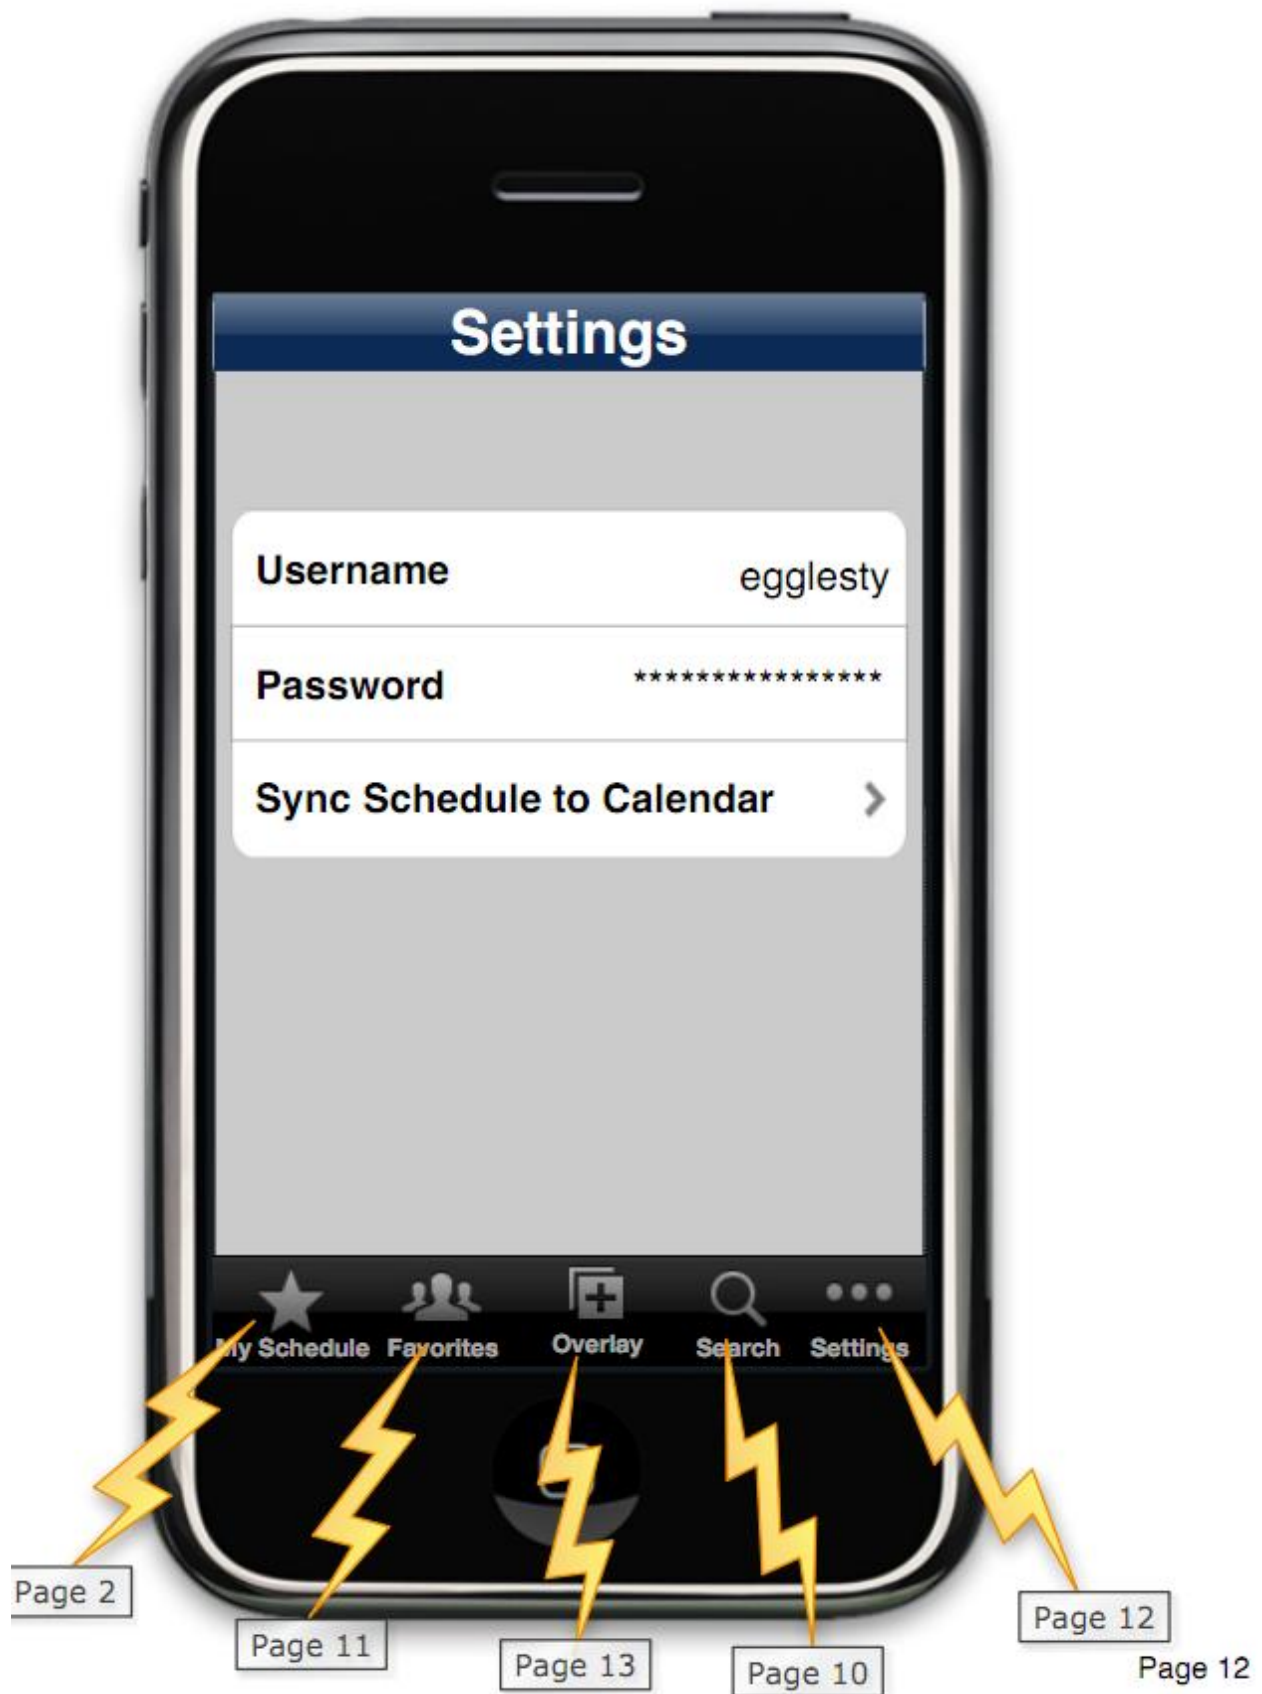 Settings
Username egglesty
Password ****************
Sync Schedule to Calendar
My Schedule Favorites Overlay Search Settings
Page 2
Page 11
Page 13
Page 10
Page 12
Page 12